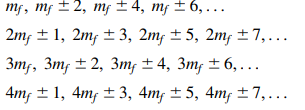 m_f, m_f ± 2, m_f ± 4, m_f ± 6, . . .
2m_f ± 1, 2m_f ± 3, 2m_f ± 5, 2m_f ± 7, . . .
3m_f, 3m_f ± 2, 3m_f ± 4, 3m_f ± 6, . . .
4m_f ± 1, 4m_f ± 3, 4m_f ± 5, 4m_f ± 7, . . .